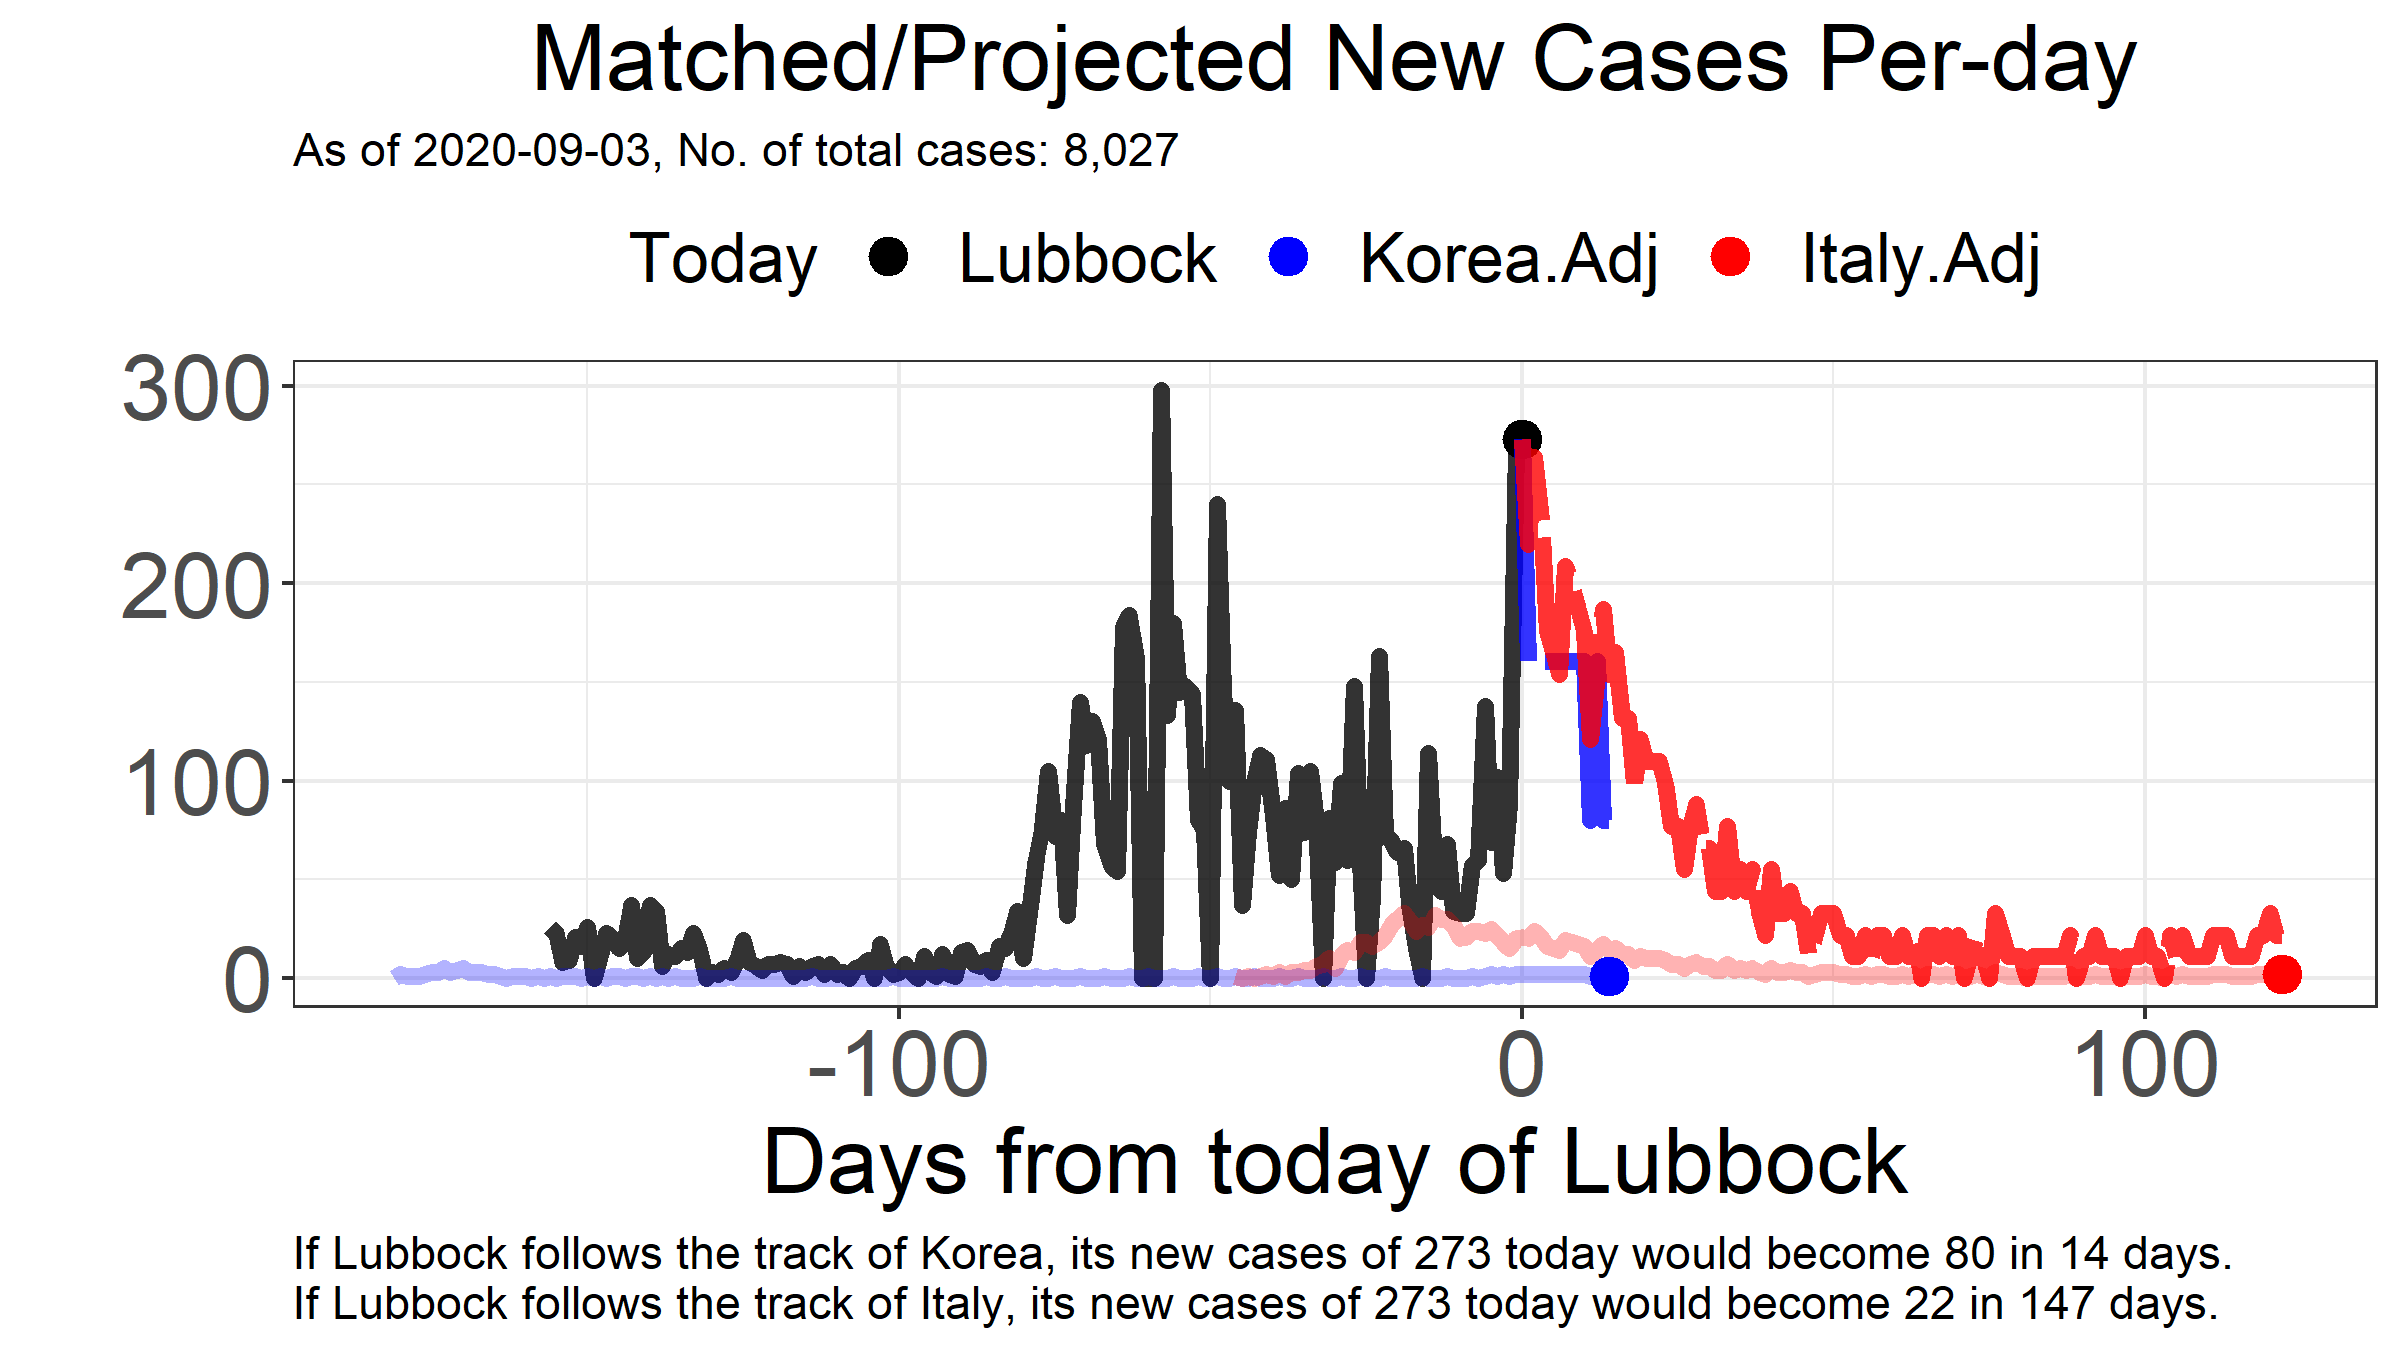 Matched/Projected New Cases Per-day
As of 2020-09-03, No. of total cases: 8,027
Today Lubbock Korea.Adj Italy.Adj
300
200
100
0
-100 0 100
Days from today of Lubbock
If Lubbock follows the track of Korea, its new cases of 273 today would become 80 in 14 days.
If Lubbock follows the track of Italy, its new cases of 273 today would become 22 in 147 days.